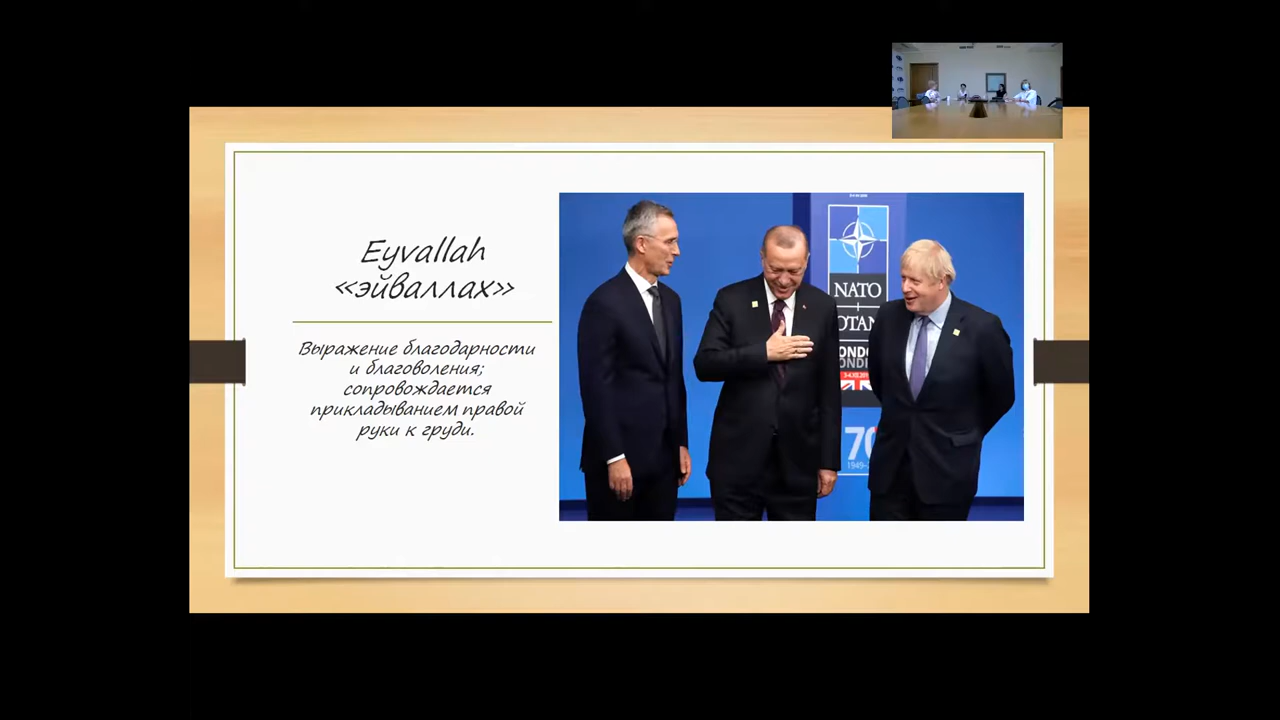 Eyvallah
«эйваллах»
Выражение благодарности
и благоволения;
сопровождается
прикладыванием правой
руки к груди.
NATO
OTAN
70